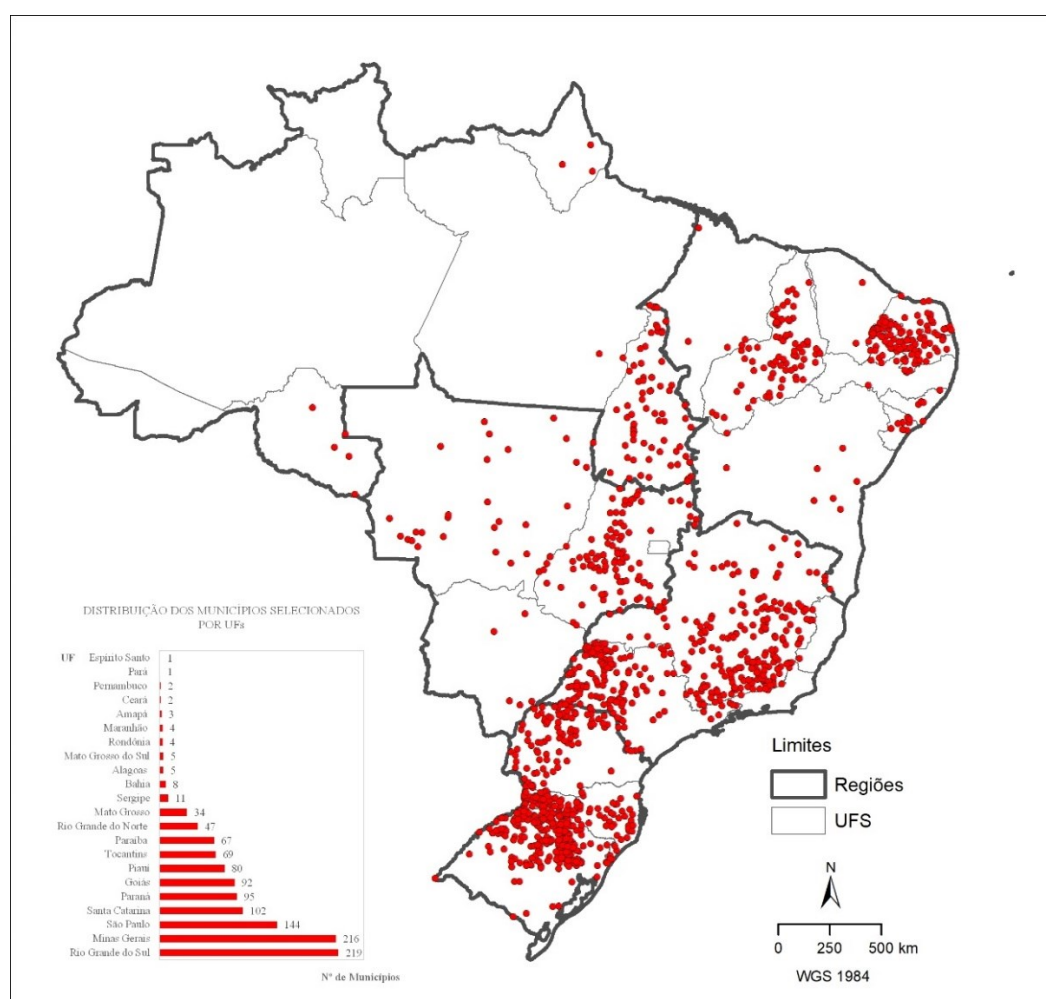 DISTRIBUIÇÃO DOS MUNICÍPIOS SELECIONADOS
POR UFs
UF Espirito Santo 1
Pará 1
Pernambuco 2
Ceará 2
Amapá 3
Maranhão 4
Rondônia 4
Mato Grosso do Sul 5
Alagoas 5
Bahia 8
Sergipe 11
Mato Grosso 34
Rio Grande do Norte 47
Paraiba 67
Tocantins 69
Piaui 80
Goiás 92
Paraná 95
Santa Catarina 102
São Paulo 144
Minas Gerais 216
Rio Grande do Sul 219
Nº de Municípios
Limites
Regiões
UFS
N
0 250 500 km
WGS 1984